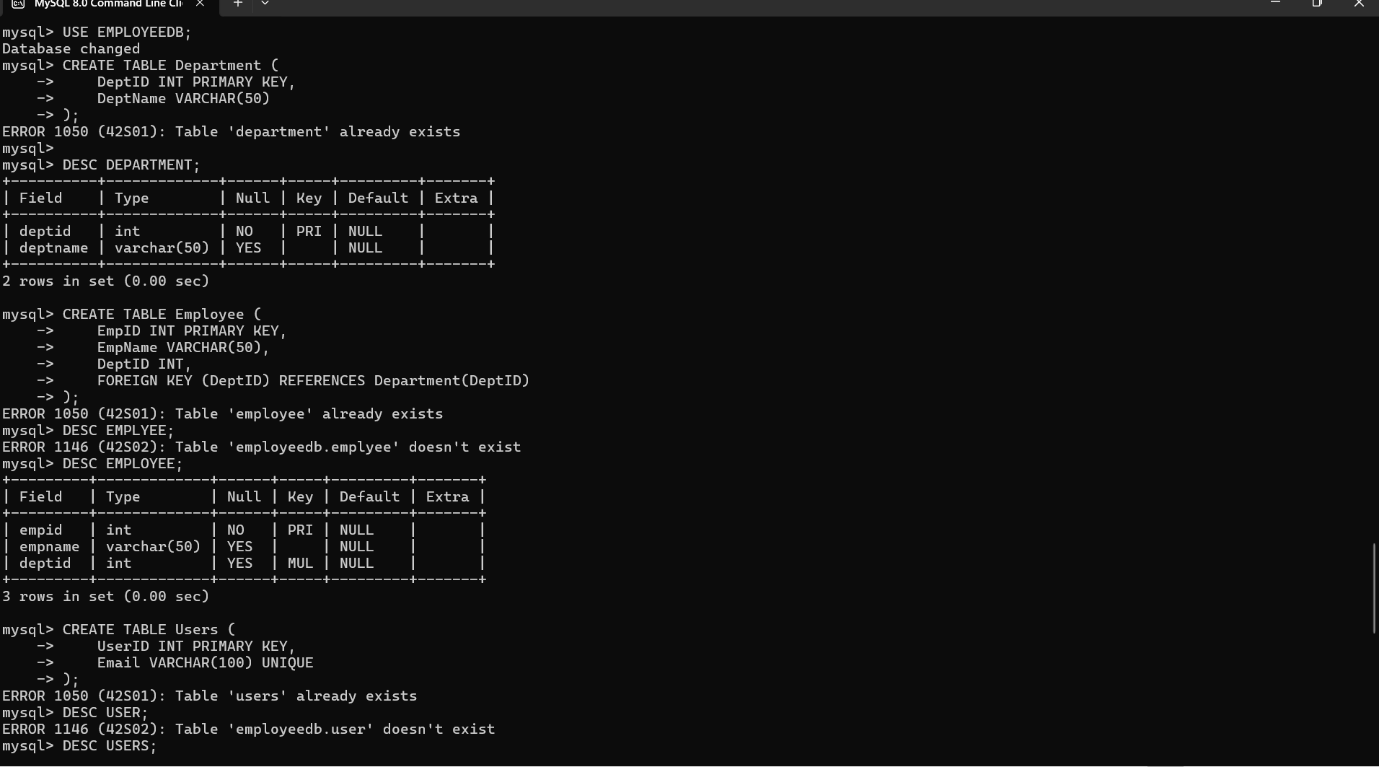 MySQL 8.0 Command Line Cli
mysql> USE EMPLOYEEDB;
Database changed
mysql> CREATE TABLE Department (
    ->     DeptID INT PRIMARY KEY,
    ->     DeptName VARCHAR(50)
    -> );
ERROR 1050 (42S01): Table 'department' already exists
mysql>
mysql> DESC DEPARTMENT;
+----------+-------------+------+-----+---------+-------+
| Field    | Type        | Null | Key | Default | Extra |
+----------+-------------+------+-----+---------+-------+
| deptid   | int         | NO   | PRI | NULL    |       |
| deptname | varchar(50) | YES  |     | NULL    |       |
+----------+-------------+------+-----+---------+-------+
2 rows in set (0.00 sec)

mysql> CREATE TABLE Employee (
    ->     EmpID INT PRIMARY KEY,
    ->     EmpName VARCHAR(50),
    ->     DeptID INT,
    ->     FOREIGN KEY (DeptID) REFERENCES Department(DeptID)
    -> );
ERROR 1050 (42S01): Table 'employee' already exists
mysql> DESC EMPLYEE;
ERROR 1146 (42S02): Table 'employeedb.emplyee' doesn't exist
mysql> DESC EMPLOYEE;
+---------+-------------+------+-----+---------+-------+
| Field   | Type        | Null | Key | Default | Extra |
+---------+-------------+------+-----+---------+-------+
| empid   | int         | NO   | PRI | NULL    |       |
| empname | varchar(50) | YES  |     | NULL    |       |
| deptid  | int         | YES  | MUL | NULL    |       |
+---------+-------------+------+-----+---------+-------+
3 rows in set (0.00 sec)

mysql> CREATE TABLE Users (
    ->     UserID INT PRIMARY KEY,
    ->     Email VARCHAR(100) UNIQUE
    -> );
ERROR 1050 (42S01): Table 'users' already exists
mysql> DESC USER;
ERROR 1146 (42S02): Table 'employeedb.user' doesn't exist
mysql> DESC USERS;